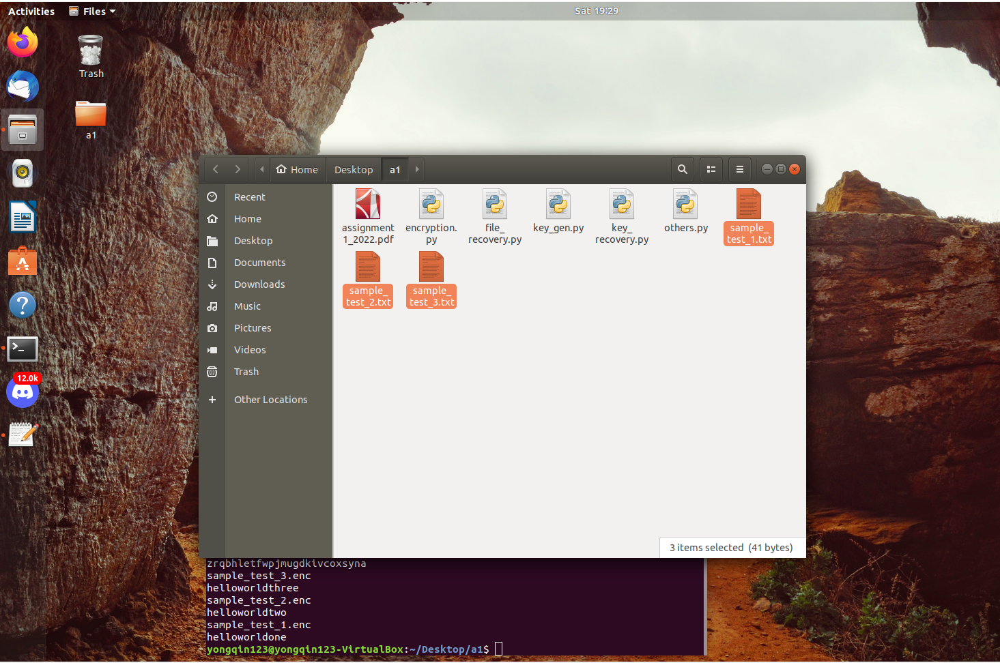 Activities Files Sat 19:29
Trash
a1
Home Desktop a1
Recent
Home
Desktop
Documents
Downloads
Music
Pictures
Videos
Trash
Other Locations
assignment
1_2022.pdf
encryption.
py
file_
recovery.py
key_gen.py
key_
recovery.py
others.py
sample_
test_1.txt
sample_
test_2.txt
sample_
test_3.txt
12.0k
3 items selected (41 bytes)
zrqbhletfwpjmugdkivcoxsyna
sample_test_3.enc
helloworldthree
sample_test_2.enc
helloworldtwo
sample_test_1.enc
helloworldone
yongqin123@yongqin123-VirtualBox:~/Desktop/a1$